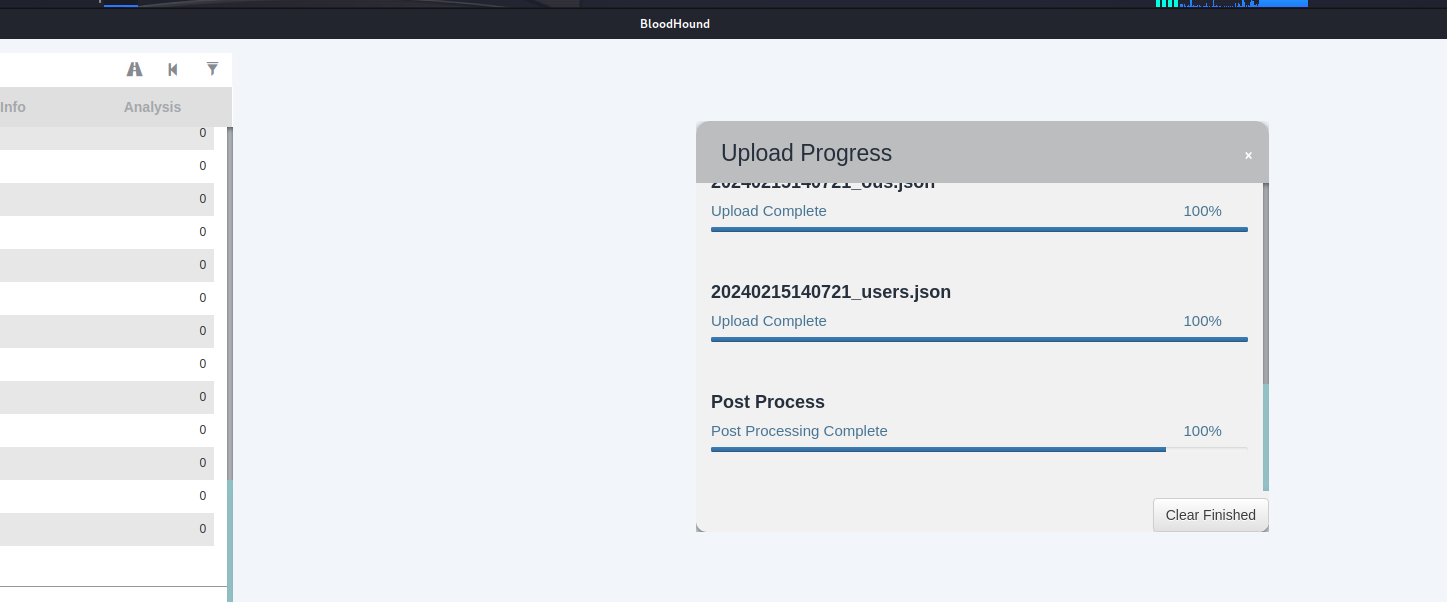 BloodHound
Info Analysis
0
0
0
0
0
0
0
0
0
0
0
0
0
Upload Progress ×
20240215140721_ous.json
Upload Complete 100%
20240215140721_users.json
Upload Complete 100%
Post Process
Post Processing Complete 100%
Clear Finished